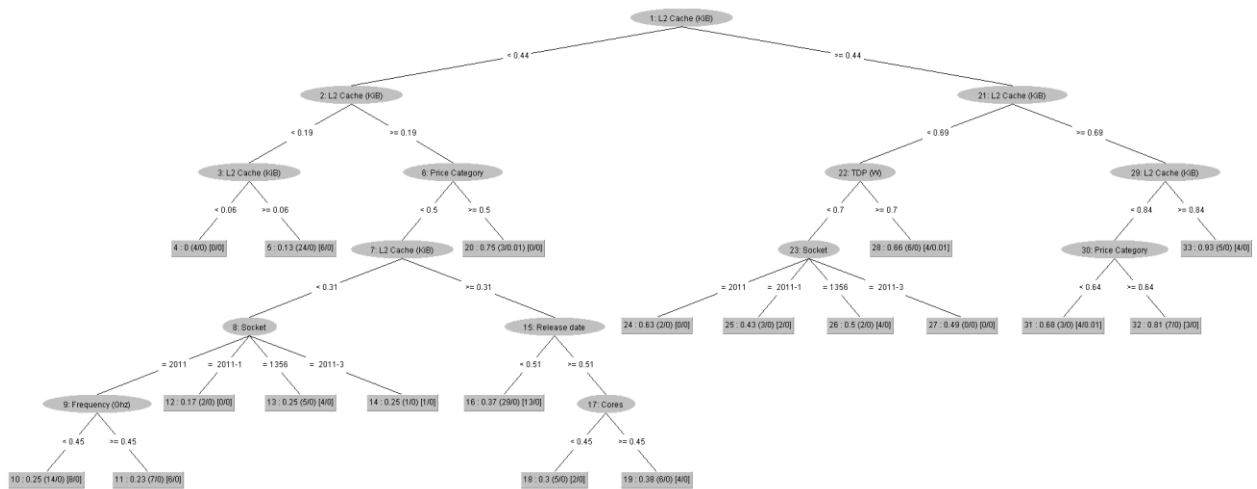 1: L2 Cache (KiB)
< 0.44
>= 0.44
2: L2 Cache (KiB)
21: L2 Cache (KiB)
< 0.19
>= 0.19
< 0.69
>= 0.69
3: L2 Cache (KiB)
6: Price Category
22: TDP (W)
29: L2 Cache (KiB)
< 0.06
>= 0.06
< 0.5
>= 0.5
< 0.7
>= 0.7
< 0.84
>= 0.84
4 : 0 (4/0) [0/0]
5 : 0.13 (24/0) [6/0]
7: L2 Cache (KiB)
20 : 0.75 (3/0.01) [0/0]
23: Socket
28 : 0.66 (6/0) [4/0.01]
30: Price Category
33 : 0.93 (5/0) [4/0]
< 0.31
>= 0.31
= 2011
= 2011-1
= 1356
= 2011-3
< 0.64
>= 0.64
8: Socket
15: Release date
24 : 0.63 (2/0) [0/0]
25 : 0.43 (3/0) [2/0]
26 : 0.5 (2/0) [4/0]
27 : 0.49 (0/0) [0/0]
31 : 0.68 (3/0) [4/0.01]
32 : 0.81 (7/0) [3/0]
= 2011
= 2011-1
= 1356
= 2011-3
< 0.51
>= 0.51
9: Frequency (Ghz)
12 : 0.17 (2/0) [0/0]
13 : 0.25 (5/0) [4/0]
14 : 0.25 (1/0) [1/0]
16 : 0.37 (29/0) [13/0]
17: Cores
< 0.45
>= 0.45
< 0.45
>= 0.45
10 : 0.25 (14/0) [8/0]
11 : 0.23 (7/0) [6/0]
18 : 0.3 (5/0) [2/0]
19 : 0.38 (6/0) [4/0]